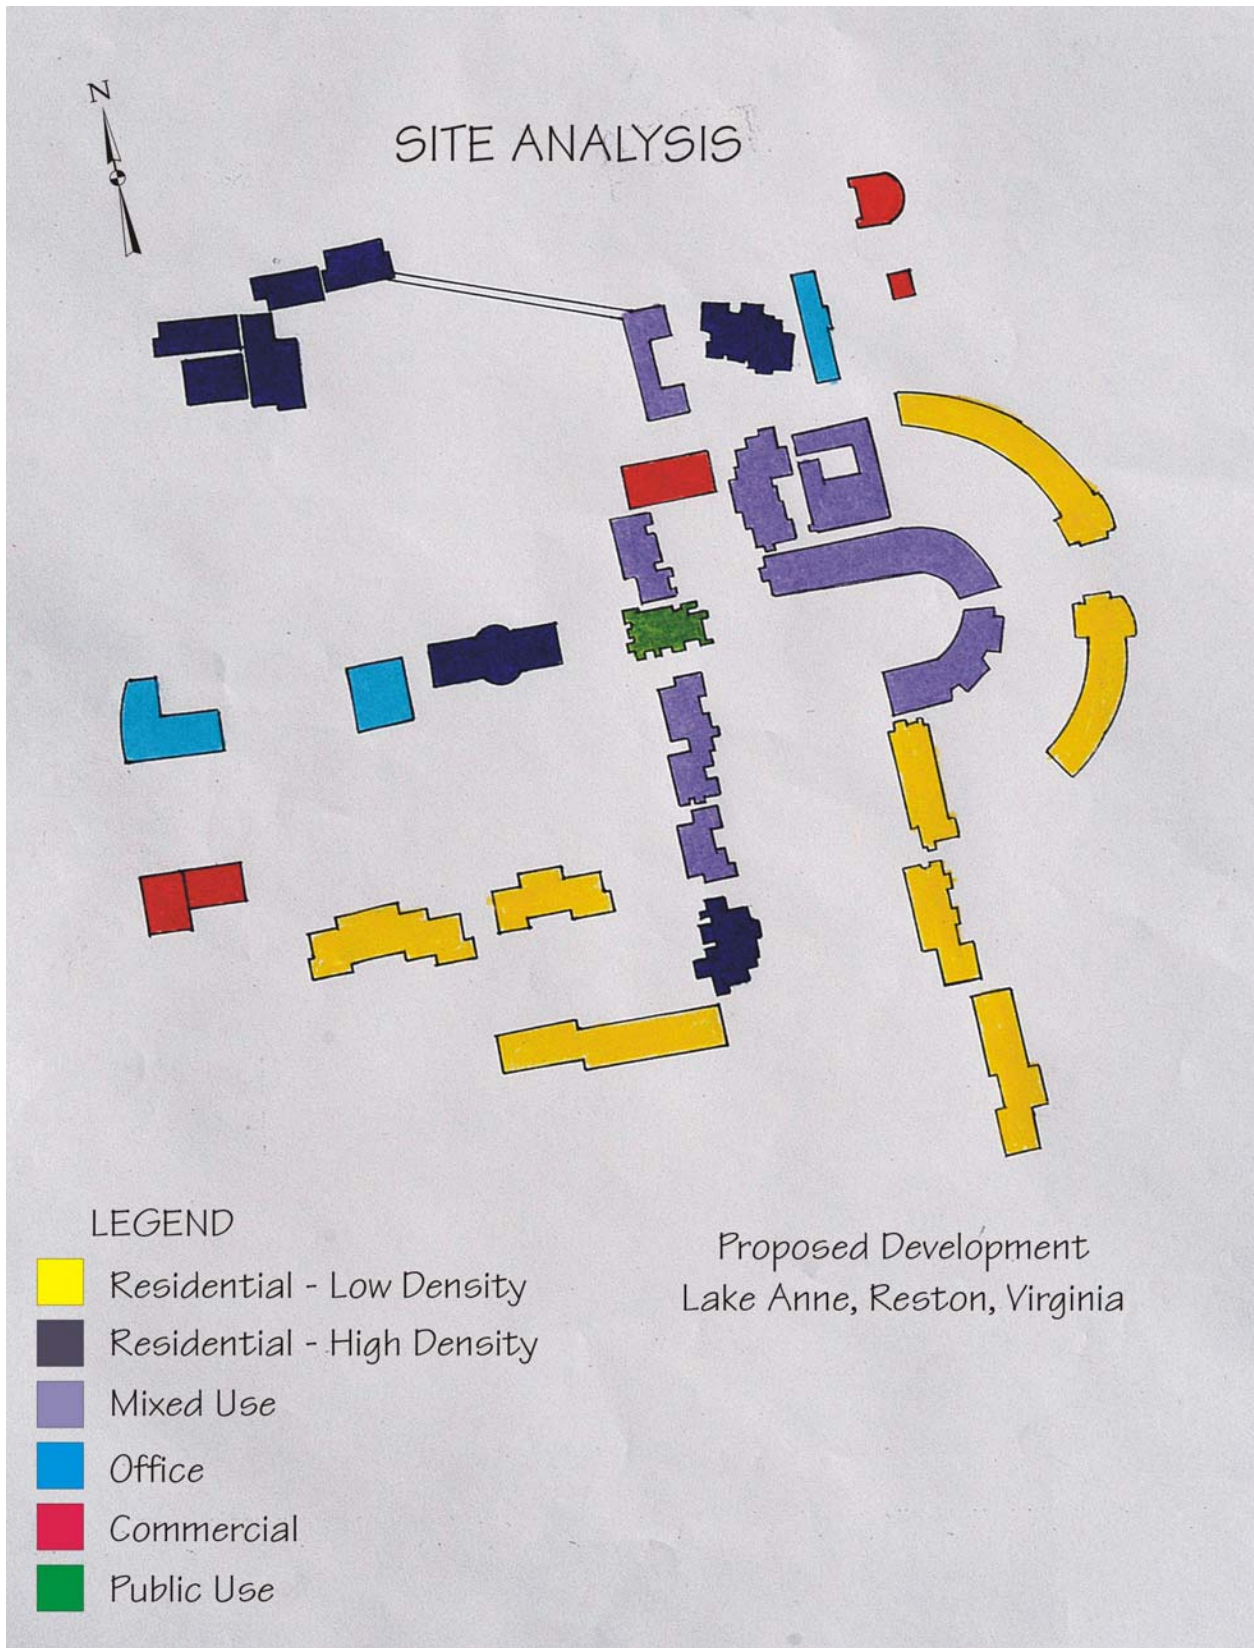 N
SITE ANALYSIS
LEGEND
Residential - Low Density
Residential - High Density
Mixed Use
Office
Commercial
Public Use
Proposed Development
Lake Anne, Reston, Virginia